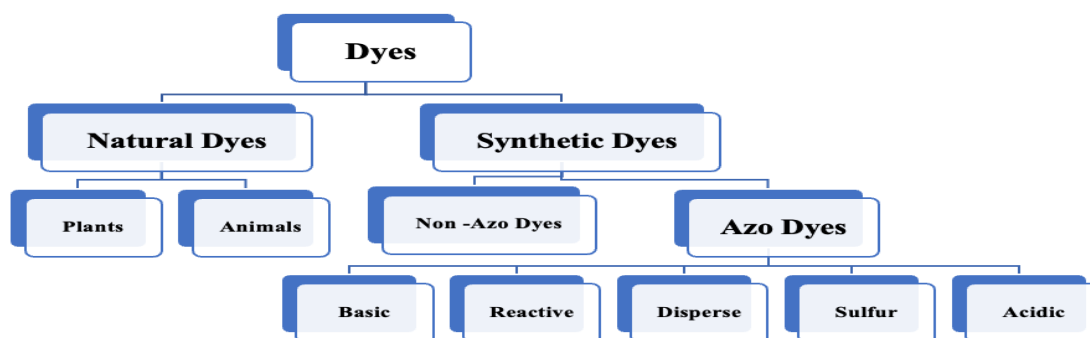 Dyes
Natural Dyes
Synthetic Dyes
Plants
Animals
Non -Azo Dyes
Azo Dyes
Basic
Reactive
Disperse
Sulfur
Acidic